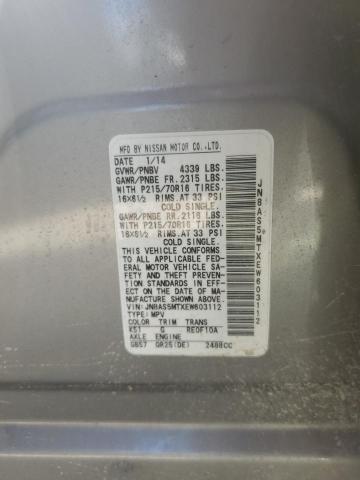 MFD BY NISSAN MOTOR CO.,LTD.
DATE 1/14
GVWR/PNBV 4339 LBS.
GAWR/PNBE FR. 2315 LBS.
WITH P215/70R16 TIRES.
16X6½ RIMS. AT 33 PSI
COLD SINGLE.
GAWR/PNBE RR. 2116 LBS.
WITH P215/70R16 TIRES.
16X6½ RIMS. AT 33 PSI
COLD SINGLE.
THIS VEHICLE CONFORMS
TO ALL APPLICABLE FED-
ERAL MOTOR VEHICLE SA-
FETY AND THEFT PREVENTION
STANDARDS IN EFF-
ECT ON THE DATE OF MA-
NUFACTURE SHOWN ABOVE
VIN: JN8AS5MTXEW603112
TYPE: MPV
COLOR TRIM TRANS
K51 G RE0F10A
AXLE ENGINE
GB57 QR25(DE) 2488CC
JN8AS5MTXEW603112